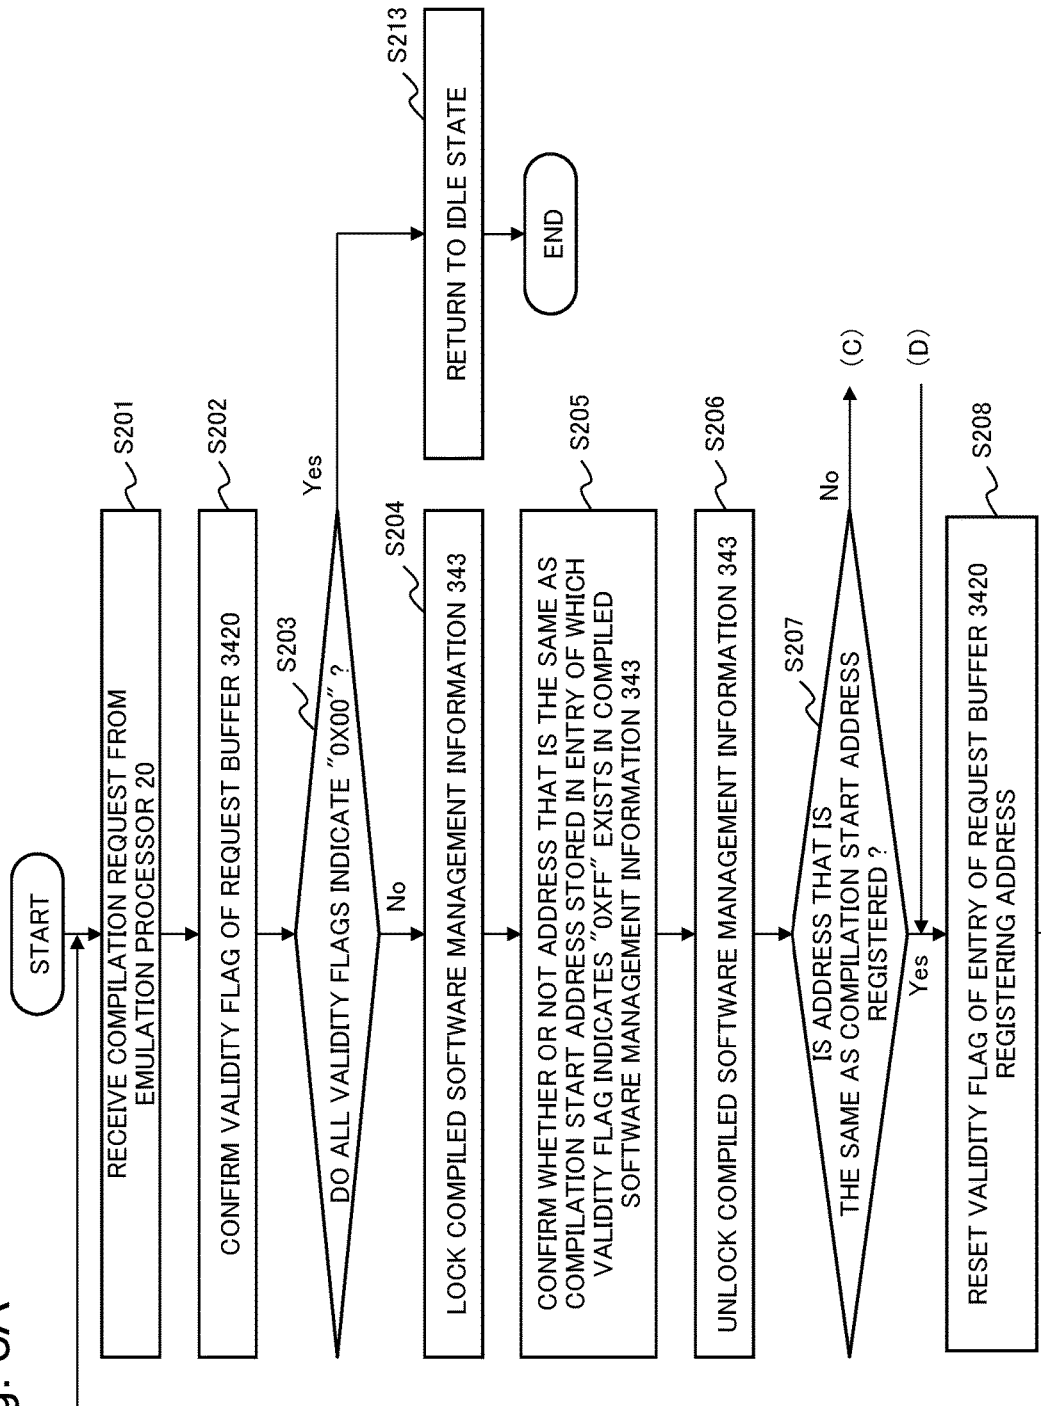 START
S201
RECEIVE COMPILATION REQUEST FROM
EMULATION PROCESSOR 20
S202
CONFIRM VALIDITY FLAG OF REQUEST BUFFER 3420
S203
DO ALL VALIDITY FLAGS INDICATE "0X00" ?
Yes
No
S213
RETURN TO IDLE STATE
END
S204
LOCK COMPILED SOFTWARE MANAGEMENT INFORMATION 343
S205
CONFIRM WHETHER OR NOT ADDRESS THAT IS THE SAME AS
COMPILATION START ADDRESS STORED IN ENTRY OF WHICH
VALIDITY FLAG INDICATES "0XFF" EXISTS IN COMPILED
SOFTWARE MANAGEMENT INFORMATION 343
S206
UNLOCK COMPILED SOFTWARE MANAGEMENT INFORMATION 343
S207
IS ADDRESS THAT IS
THE SAME AS COMPILATION START ADDRESS
REGISTERED ?
No
(C)
Yes
(D)
S208
RESET VALIDITY FLAG OF ENTRY OF REQUEST BUFFER 3420
REGISTERING ADDRESS